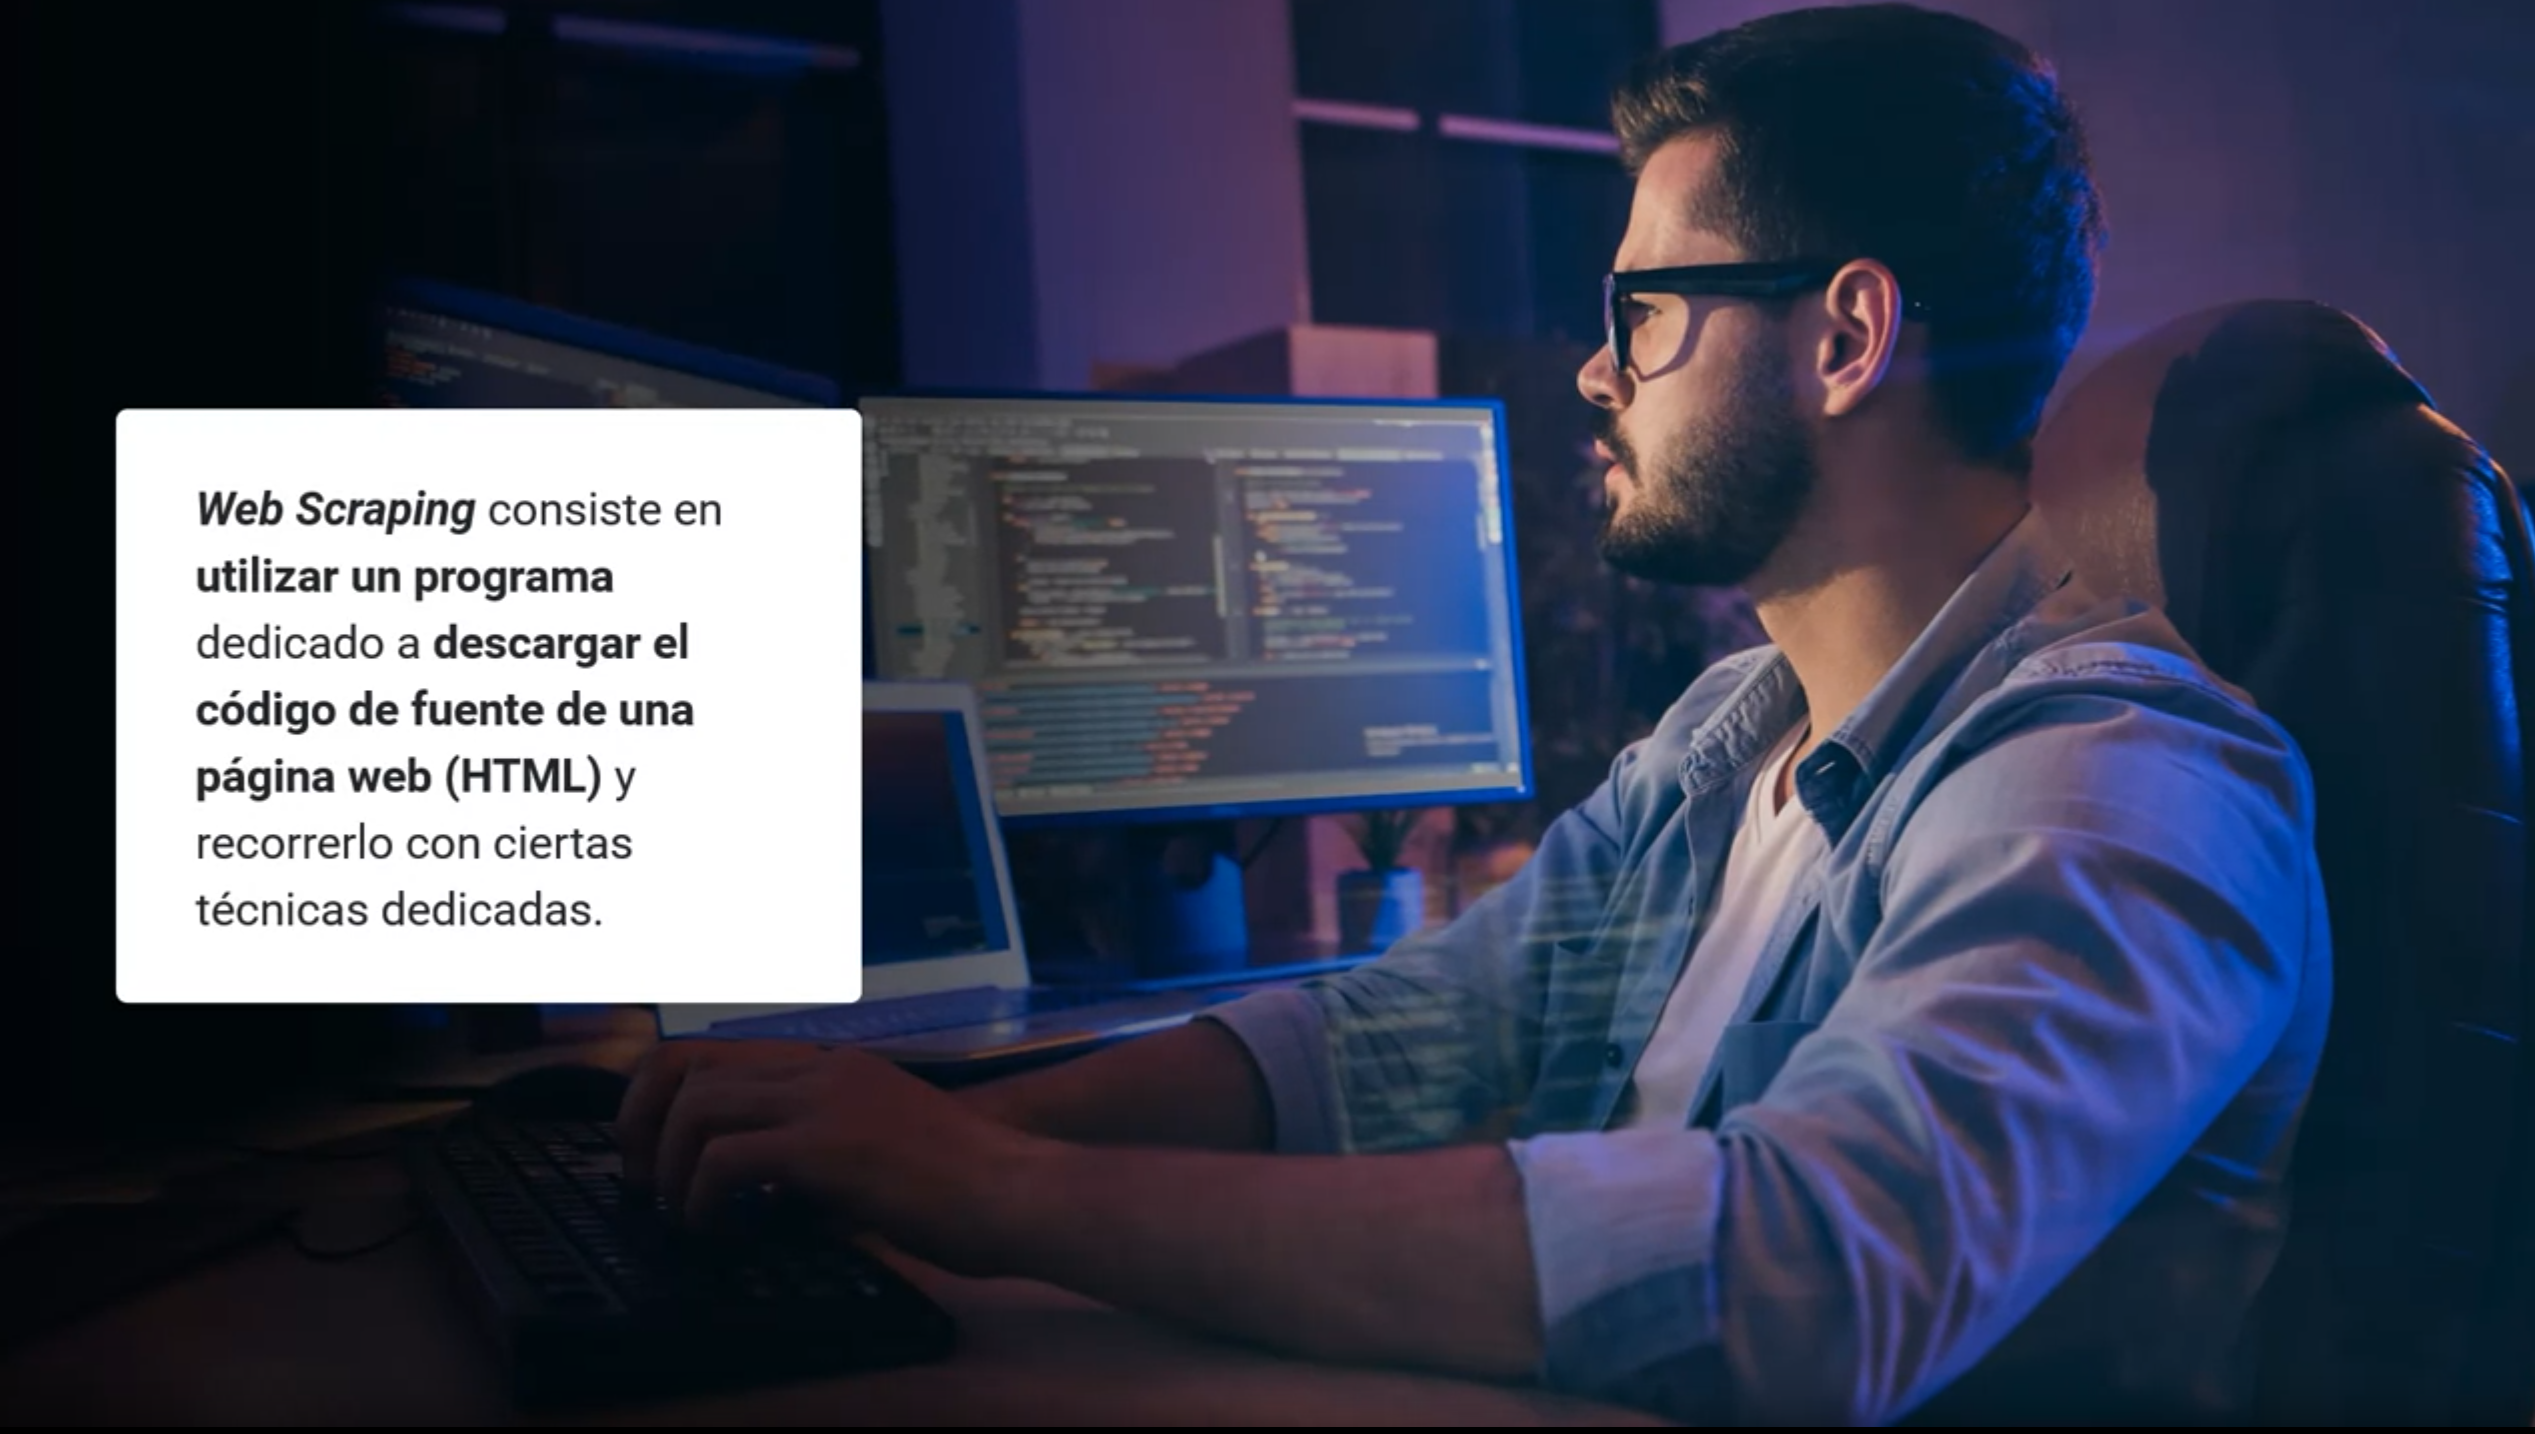 Web Scraping consiste en
utilizar un programa
dedicado a descargar el
código de fuente de una
página web (HTML) y
recorrerlo con ciertas
técnicas dedicadas.